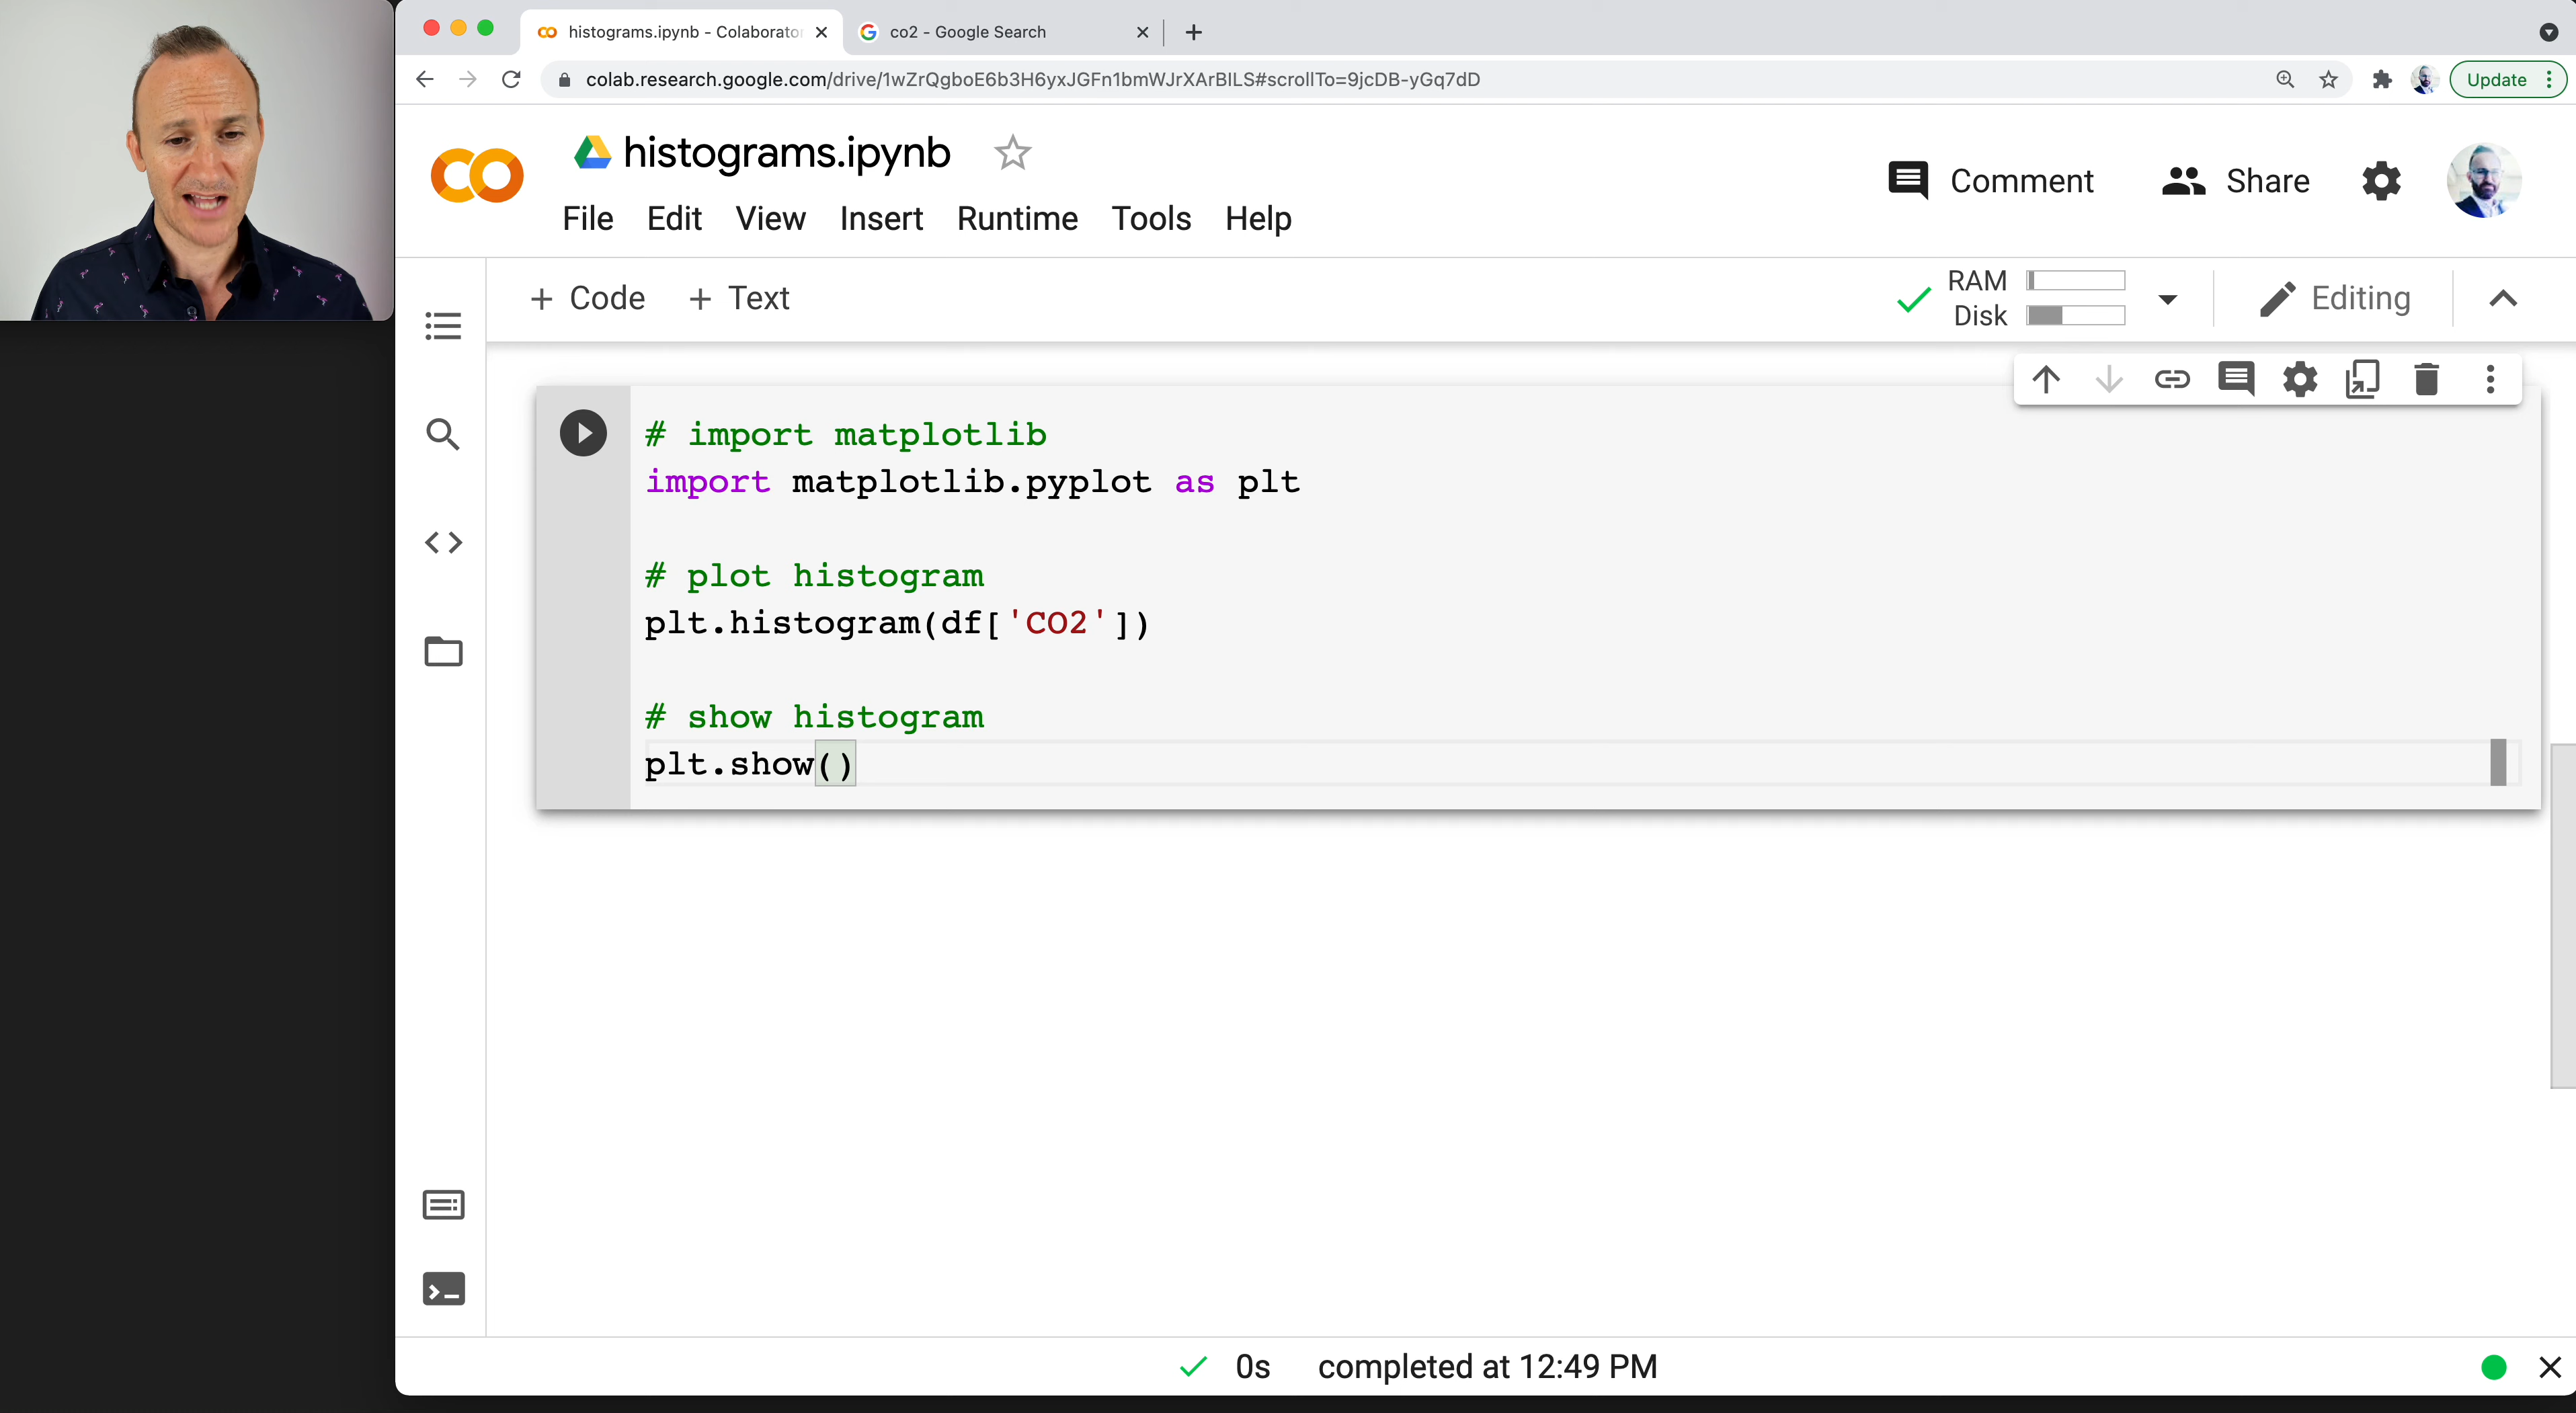 histograms.ipynb - Colaborator
co2 - Google Search
colab.research.google.com/drive/1wZrQgboE6b3H6yxJGFn1bmWJrXArBILS#scrollTo=9jcDB-yGq7dD
Update
histograms.ipynb
Comment
Share
File Edit View Insert Runtime Tools Help
+ Code + Text
RAM
Disk
Editing
# import matplotlib
import matplotlib.pyplot as plt
# plot histogram
plt.histogram(df['CO2'])
# show histogram
plt.show()
0s completed at 12:49 PM